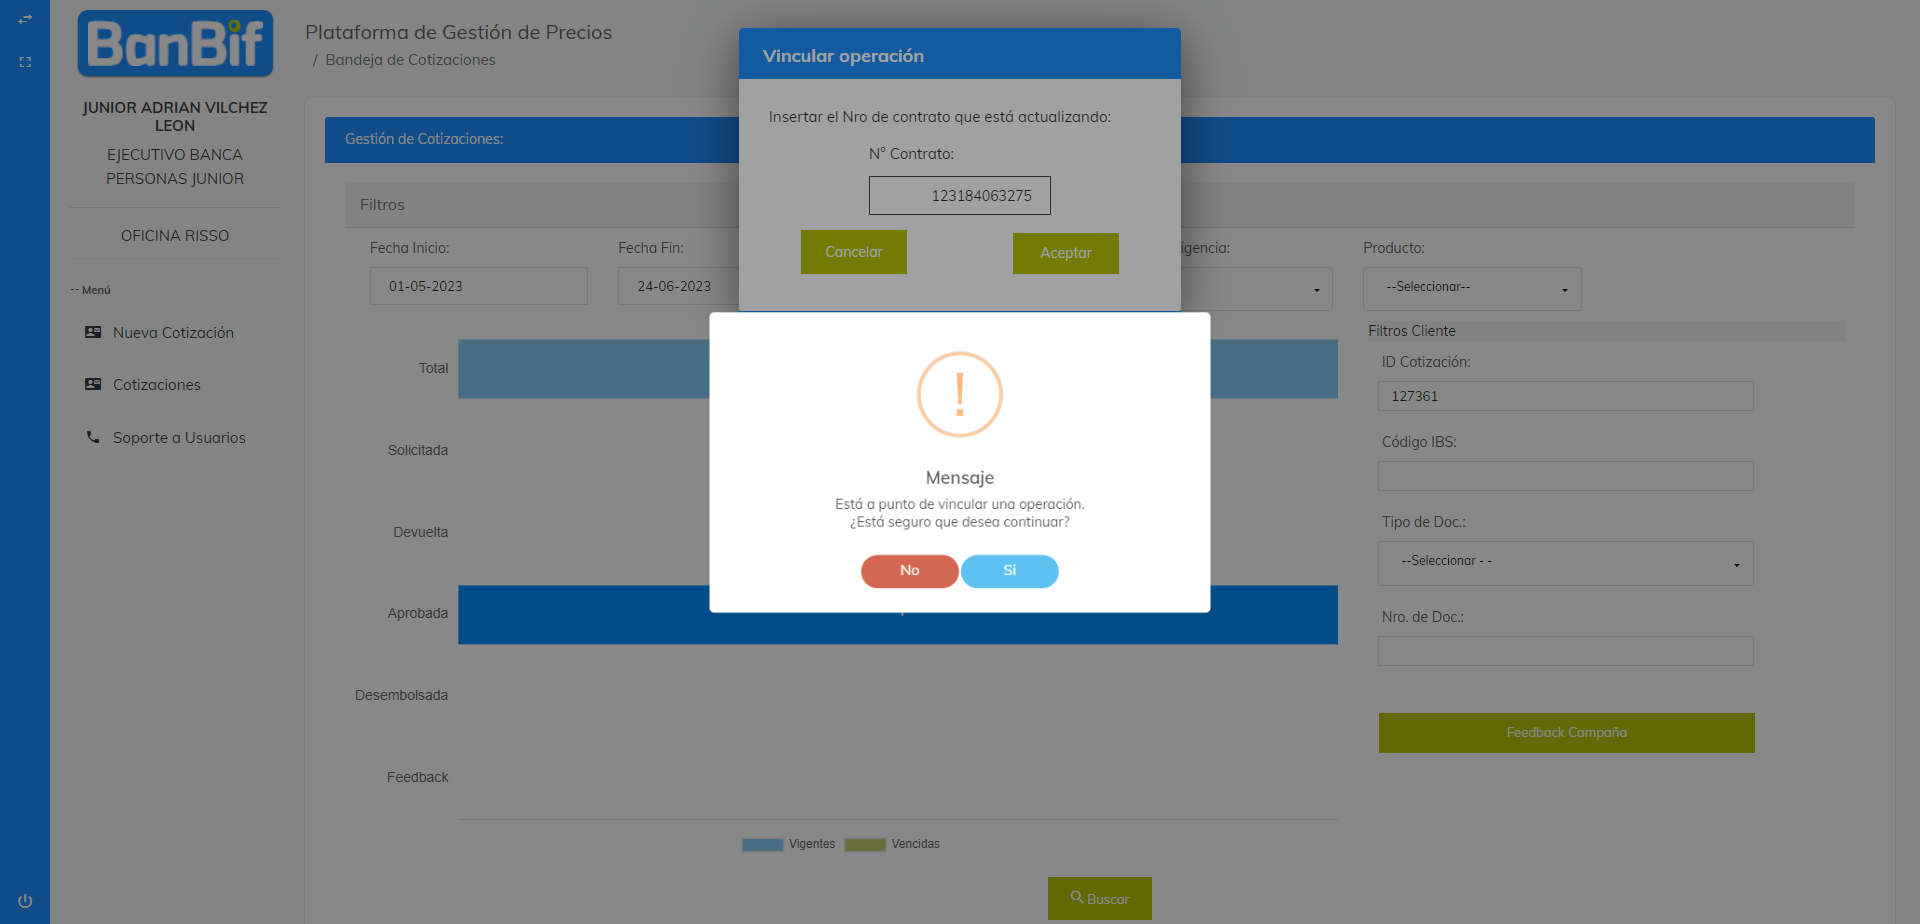 BanBif
JUNIOR ADRIAN VILCHEZ
LEON
EJECUTIVO BANCA
PERSONAS JUNIOR
OFICINA RISSO
-- Menú
Nueva Cotización
Cotizaciones
Soporte a Usuarios
Plataforma de Gestión de Precios
/ Bandeja de Cotizaciones
Gestión de Cotizaciones:
Filtros
Fecha Inicio:
01-05-2023
Fecha Fin:
24-06-2023
igencia:
Producto:
--Seleccionar--
Vincular operación
Insertar el Nro de contrato que está actualizando:
N° Contrato:
123184063275
Cancelar
Aceptar
Mensaje
Está a punto de vincular una operación.
¿Está seguro que desea continuar?
No
Si
Total
Solicitada
Devuelta
Aprobada
Desembolsada
Feedback
Vigentes
Vencidas
Filtros Cliente
ID Cotización:
127361
Código IBS:
Tipo de Doc.:
--Seleccionar - -
Nro. de Doc.:
Feedback Campaña
Buscar